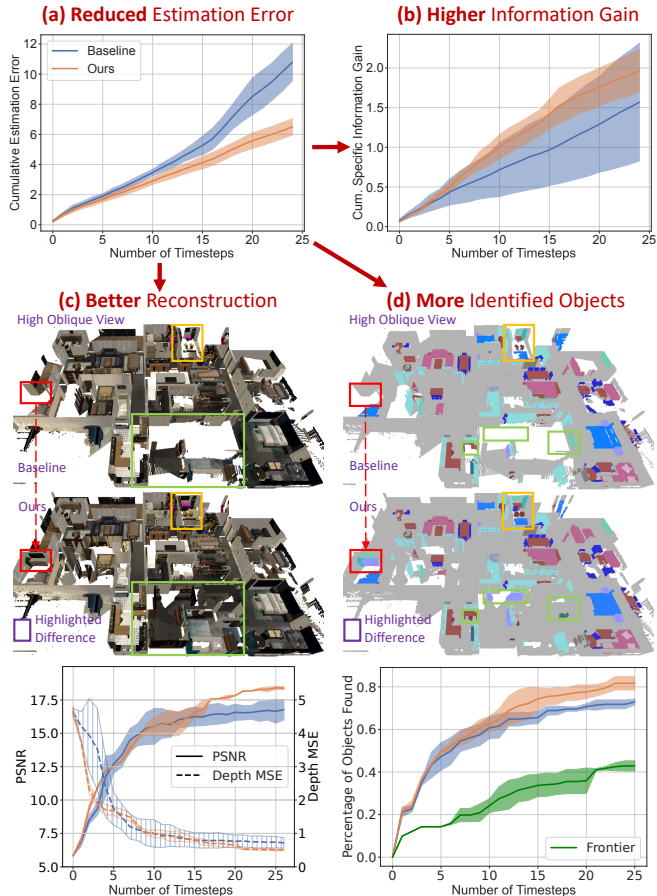 (a) Reduced Estimation Error
Cumulative Estimation Error
12
10
8
6
4
2
0
Baseline
Ours
0 5 10 15 20 25
Number of Timesteps
(b) Higher Information Gain
Cum. Specific Information Gain
2.0
1.5
1.0
0.5
0.0
0 5 10 15 20 25
Number of Timesteps
(c) Better Reconstruction
High Oblique View
Baseline
Ours
Highlighted
Difference
(d) More Identified Objects
High Oblique View
Baseline
Ours
Highlighted
Difference
PSNR
17.5
15.0
12.5
10.0
7.5
5.0
PSNR
Depth MSE
5
4
3
2
1
0
Depth MSE
0 5 10 15 20 25
Number of Timesteps
Percentage of Objects Found
0.8
0.6
0.4
0.2
0.0
Frontier
0 5 10 15 20 25
Number of Timesteps